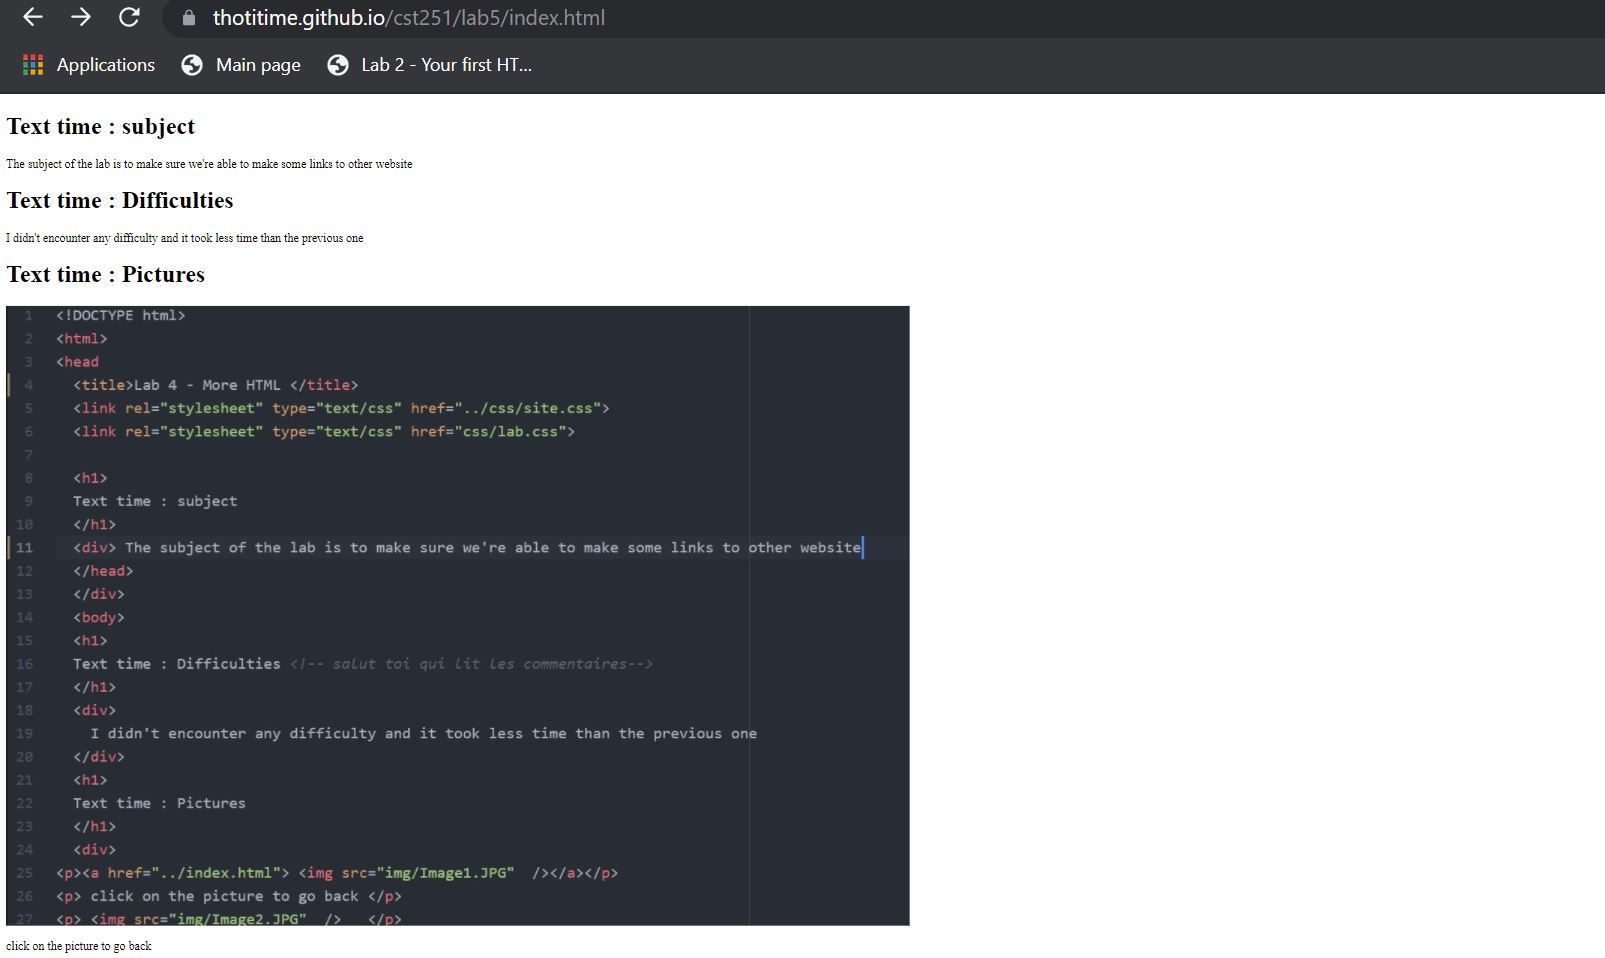 thotitime.github.io/cst251/lab5/index.html
Applications Main page Lab 2 - Your first HT...
Text time : subject
The subject of the lab is to make sure we're able to make some links to other website
Text time : Difficulties
I didn't encounter any difficulty and it took less time than the previous one
Text time : Pictures
1 <!DOCTYPE html>
2 <html>
3 <head
4 <title>Lab 4 - More HTML </title>
5 <link rel="stylesheet" type="text/css" href="../css/site.css">
6 <link rel="stylesheet" type="text/css" href="css/lab.css">
7
8 <h1>
9 Text time : subject
10 </h1>
11 <div> The subject of the lab is to make sure we're able to make some links to other website
12 </head>
13 </div>
14 <body>
15 <h1>
16 Text time : Difficulties <!-- salut toi qui lit les commentaires-->
17 </h1>
18 <div>
19 I didn't encounter any difficulty and it took less time than the previous one
20 </div>
21 <h1>
22 Text time : Pictures
23 </h1>
24 <div>
25 <p><a href="../index.html"> <img src="img/Image1.JPG" /></a></p>
26 <p> click on the picture to go back </p>
27 <p> <img src="img/Image2.JPG" /> </p>
click on the picture to go back